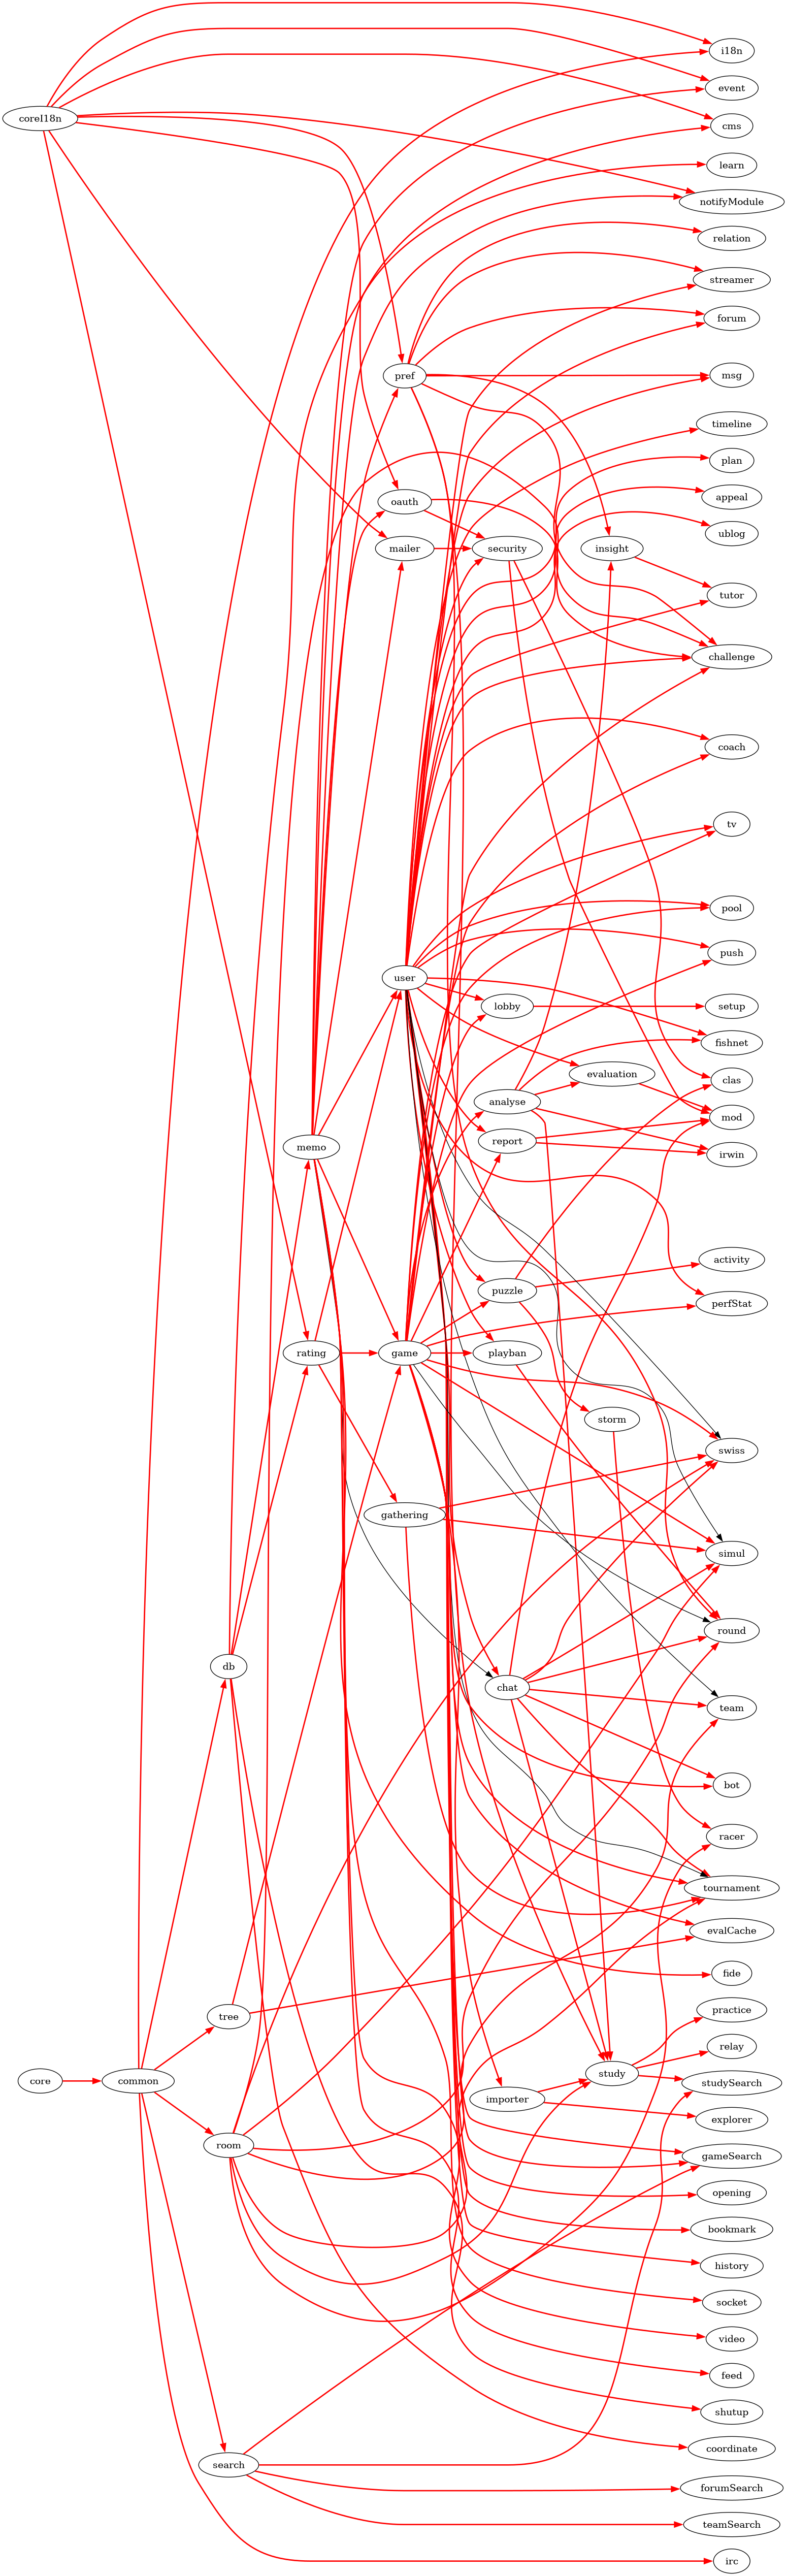 i18n
event
coreI18n
cms
learn
notifyModule
relation
streamer
forum
pref
msg
timeline
plan
appeal
oauth
ublog
mailer
security
insight
tutor
challenge
coach
tv
pool
push
user
lobby
setup
fishnet
evaluation
clas
analyse
mod
report
memo
irwin
activity
puzzle
perfStat
rating
game
playban
storm
swiss
gathering
simul
round
db
chat
team
bot
racer
tournament
evalCache
fide
practice
tree
relay
study
core
common
studySearch
importer
explorer
room
gameSearch
opening
bookmark
history
socket
video
feed
shutup
coordinate
search
forumSearch
teamSearch
irc